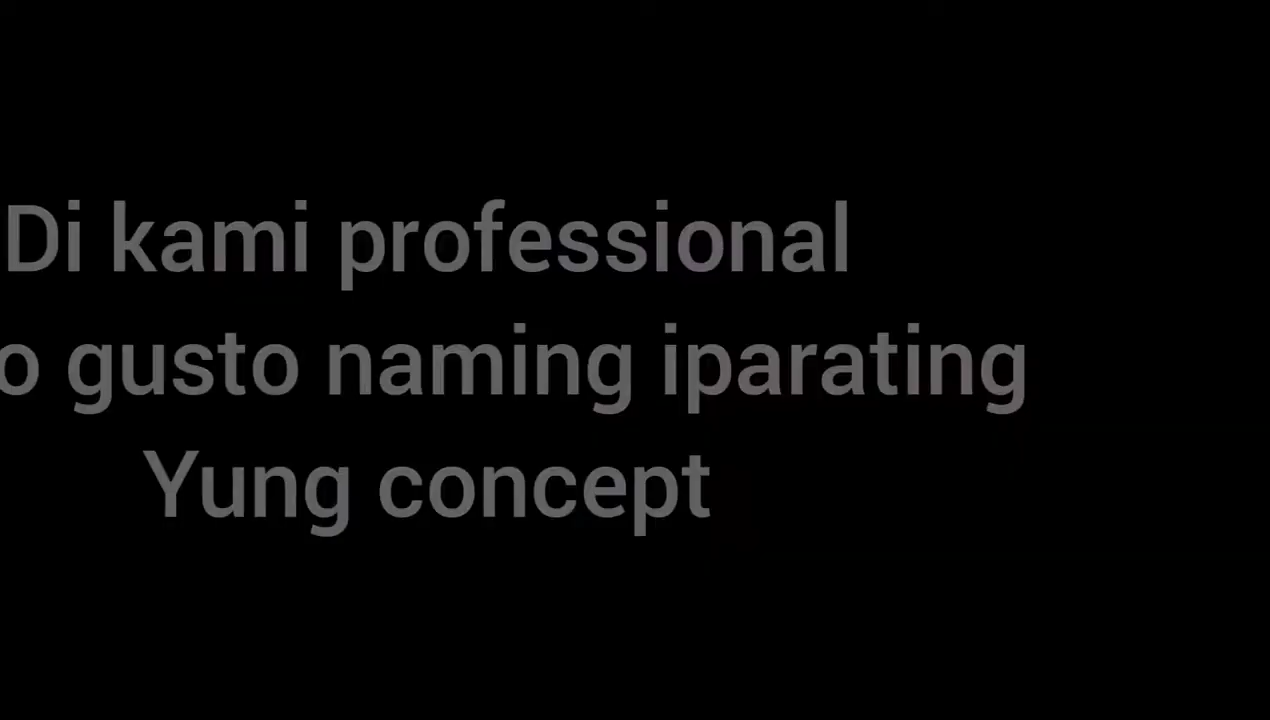 Di kami professional
gusto naming iparating
Yung concept